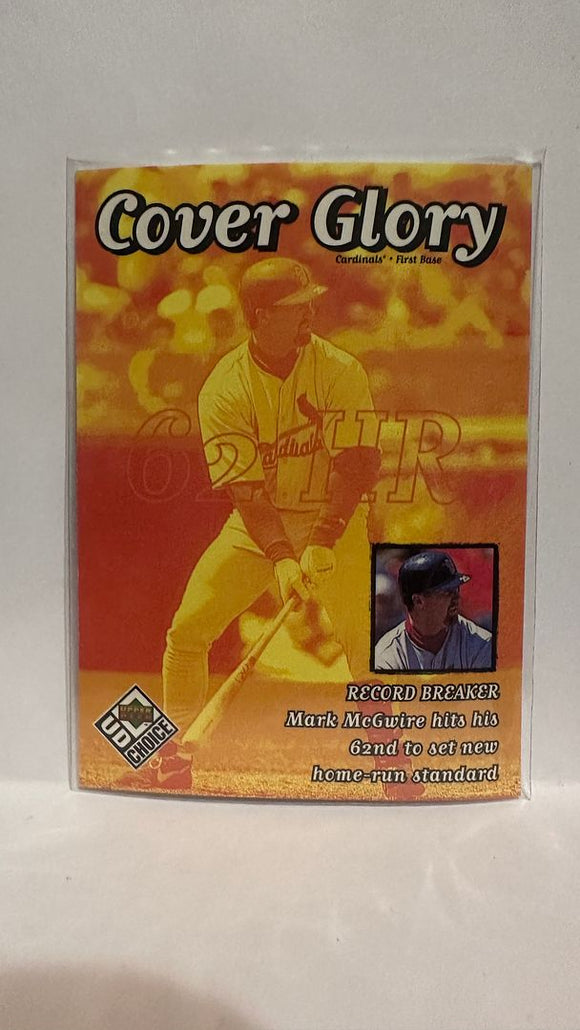 Cover Glory
Cardinals® • First Base
62 HR
Cardinals
RECORD BREAKER
Mark McGwire hits his
62nd to set new
home-run standard
UPPER
DECK
UD
CHOICE